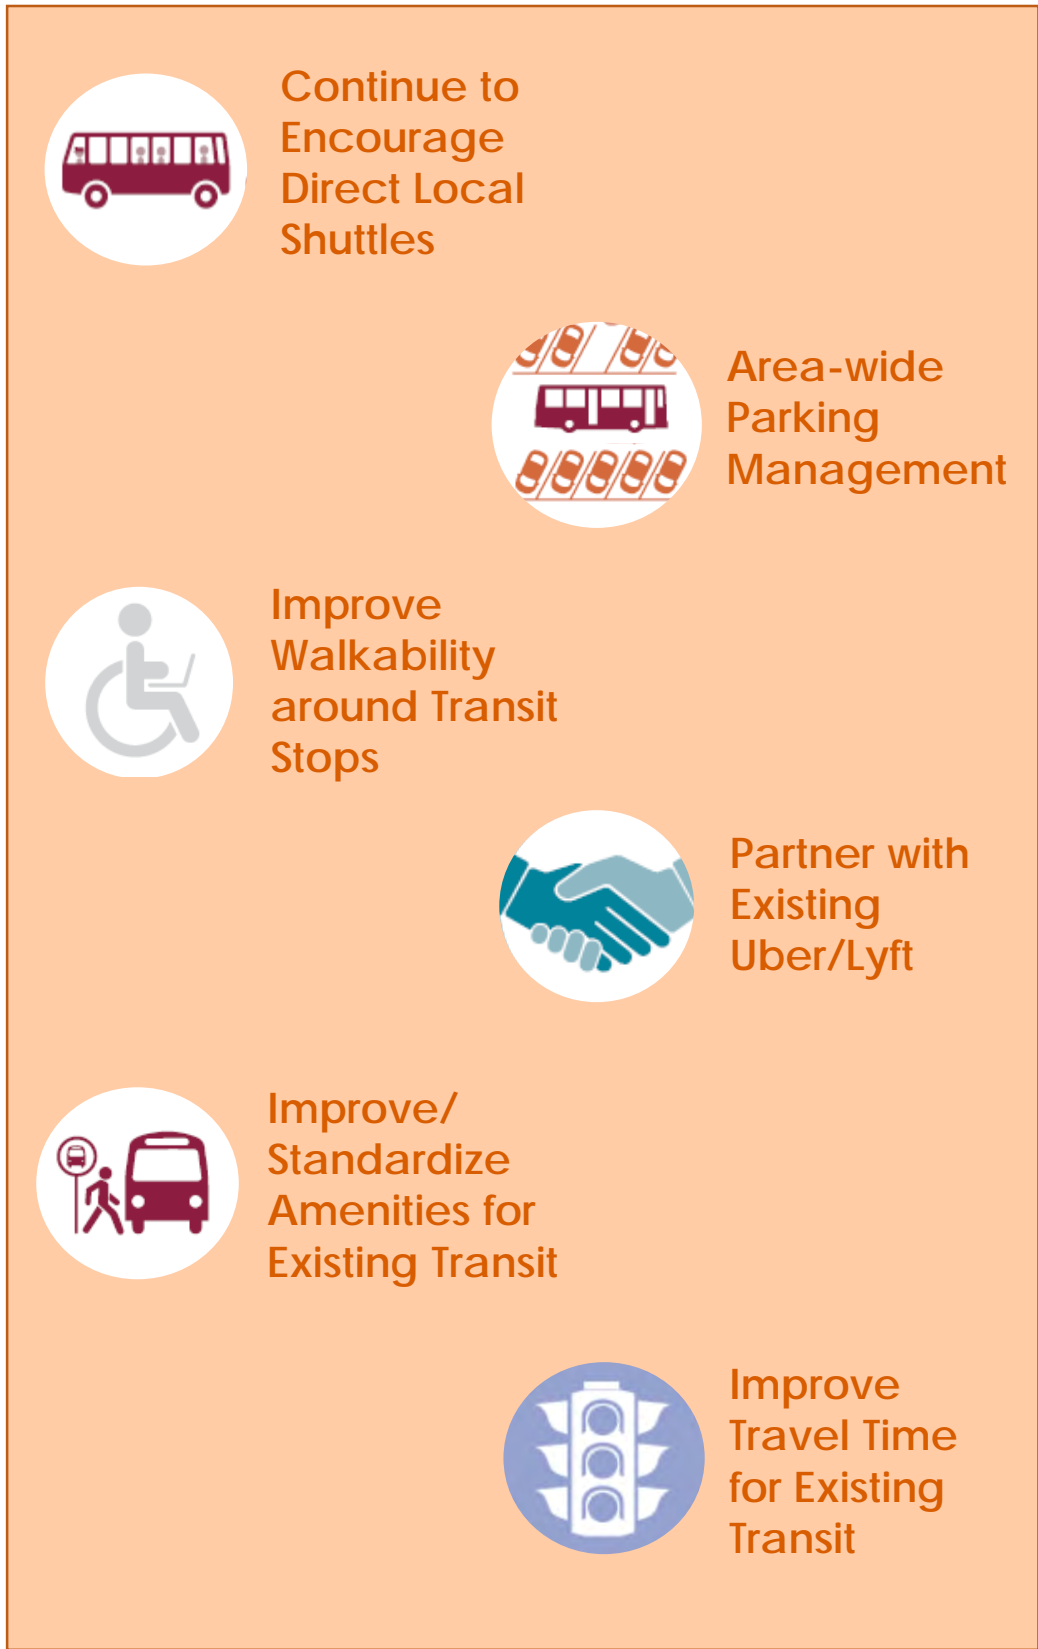 Continue to
Encourage
Direct Local
Shuttles
Area-wide
Parking
Management
Improve
Walkability
around Transit
Stops
Partner with
Existing
Uber/Lyft
Improve/
Standardize
Amenities for
Existing Transit
Improve
Travel Time
for Existing
Transit